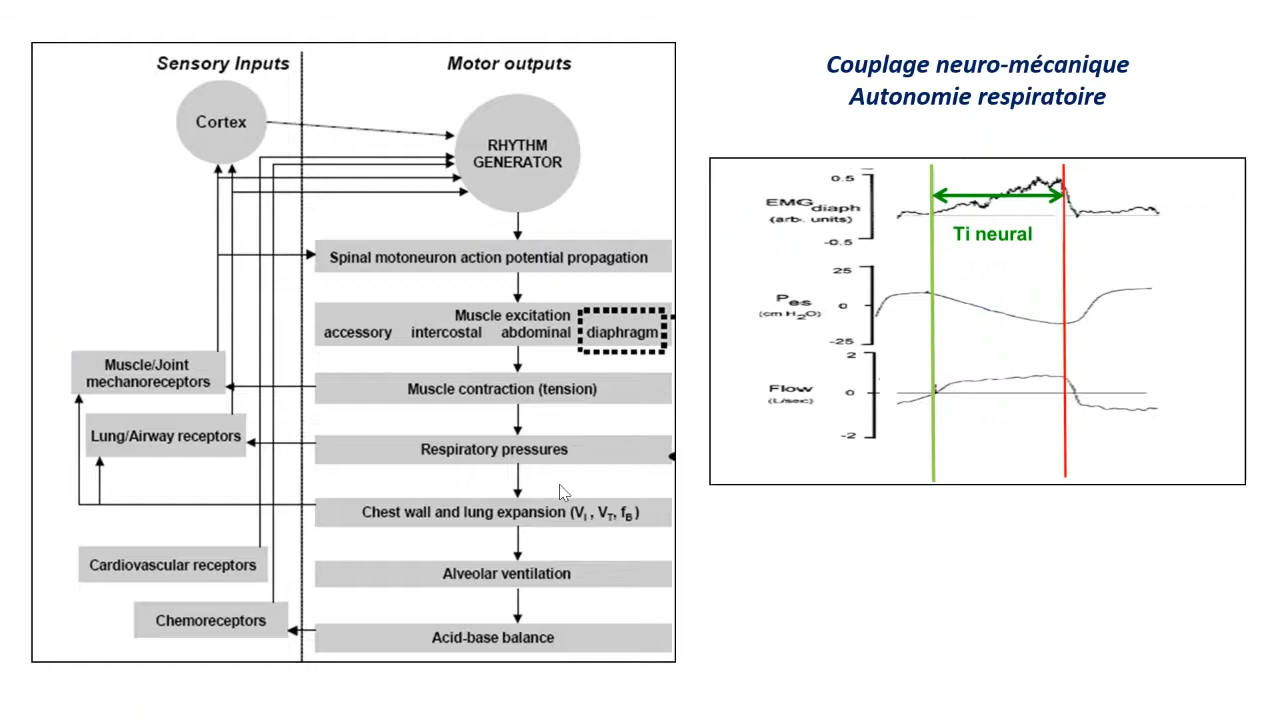 Sensory Inputs
Motor outputs
Cortex
RHYTHM
GENERATOR
Spinal motoneuron action potential propagation
Muscle excitation
accessory intercostal abdominal diaphragm
Muscle/Joint
mechanoreceptors
Muscle contraction (tension)
Lung/Airway receptors
Respiratory pressures
Chest wall and lung expansion (VI , VT, fB )
Cardiovascular receptors
Alveolar ventilation
Chemoreceptors
Acid-base balance
Couplage neuro-mécanique
Autonomie respiratoire
0.5
EMGdiaph
(arb. units)
-0.5
Ti neural
25
Pes
0
(cm H2O)
-25
2
Flow
0
(L/sec)
-2